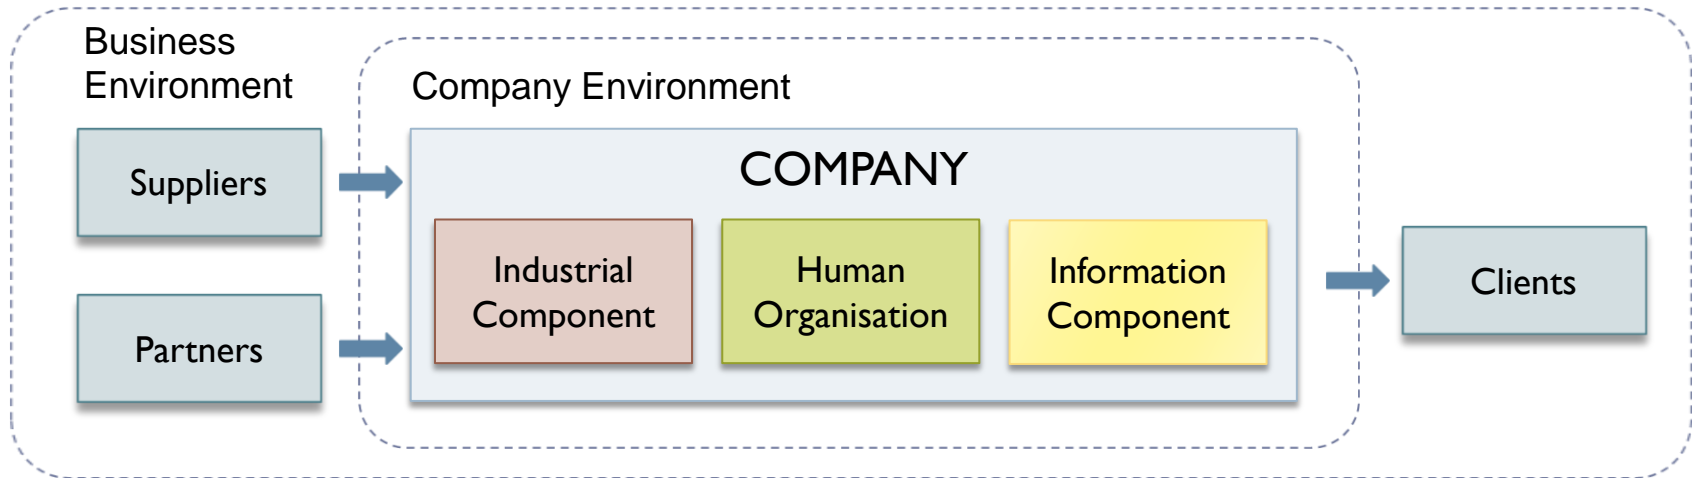 Business
Environment
Company Environment
Suppliers
Partners
COMPANY
Industrial
Component
Human
Organisation
Information
Component
Clients